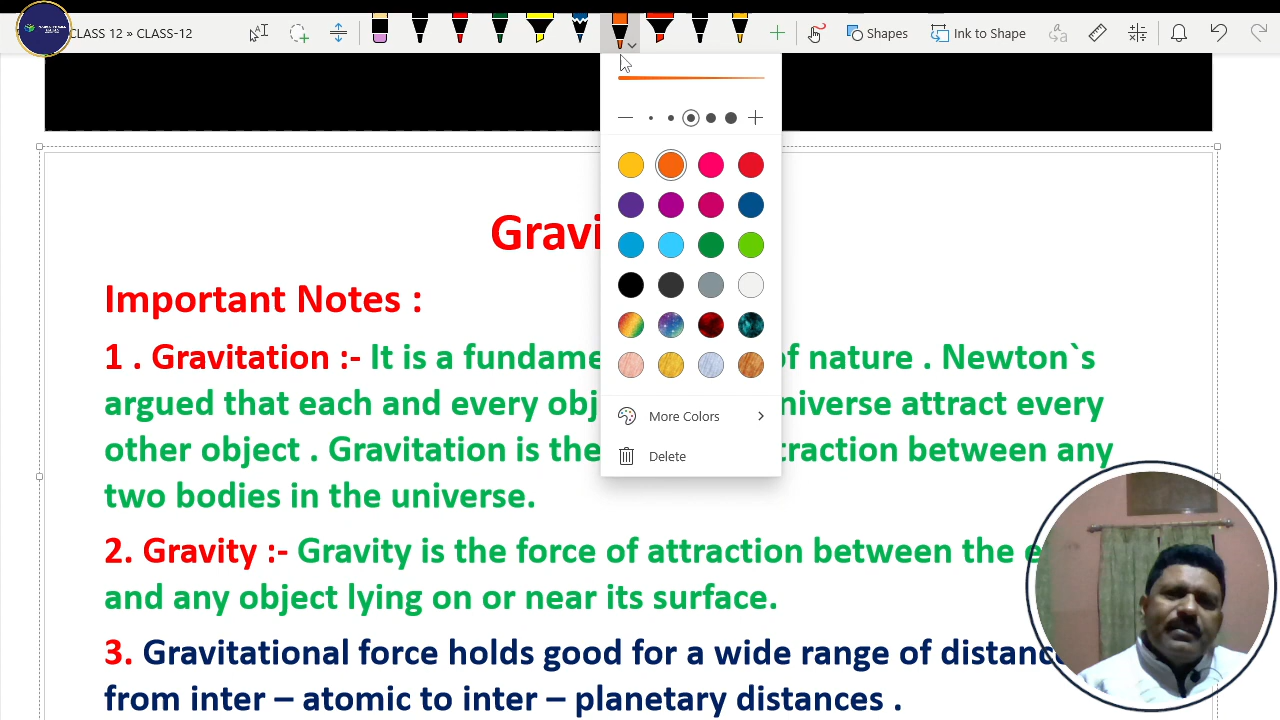 CLASS 12 » CLASS-12
Shapes
Ink to Shape
Gravi
Important Notes :
1 . Gravitation :- It is a fundame of nature . Newton`s
argued that each and every obj niverse attract every
other object . Gravitation is the traction between any
two bodies in the universe.
2. Gravity :- Gravity is the force of attraction between the e
and any object lying on or near its surface.
3. Gravitational force holds good for a wide range of distanc
from inter – atomic to inter – planetary distances .
More Colors
Delete